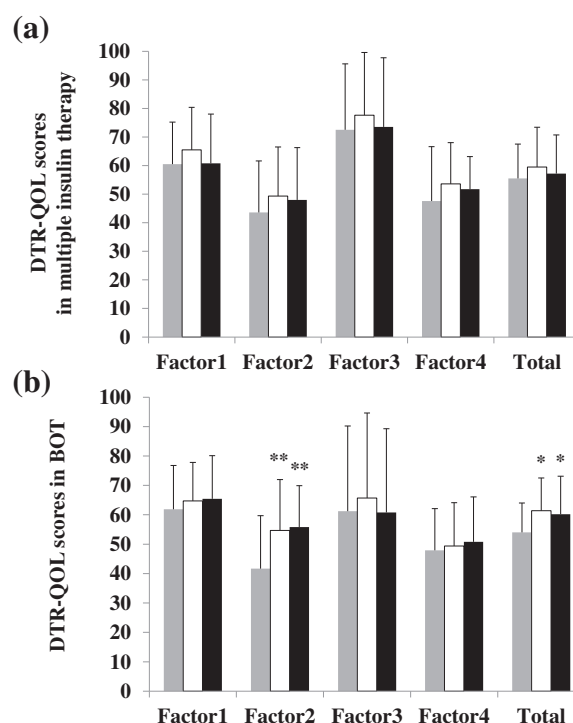 (a)
DTR-QOL scores
in multiple insulin therapy
100
90
80
70
60
50
40
30
20
10
0
Factor1 Factor2 Factor3 Factor4 Total
(b)
DTR-QOL scores in BOT
100
90
80
70
60
50
40
30
20
10
0
** ** * *
Factor1 Factor2 Factor3 Factor4 Total